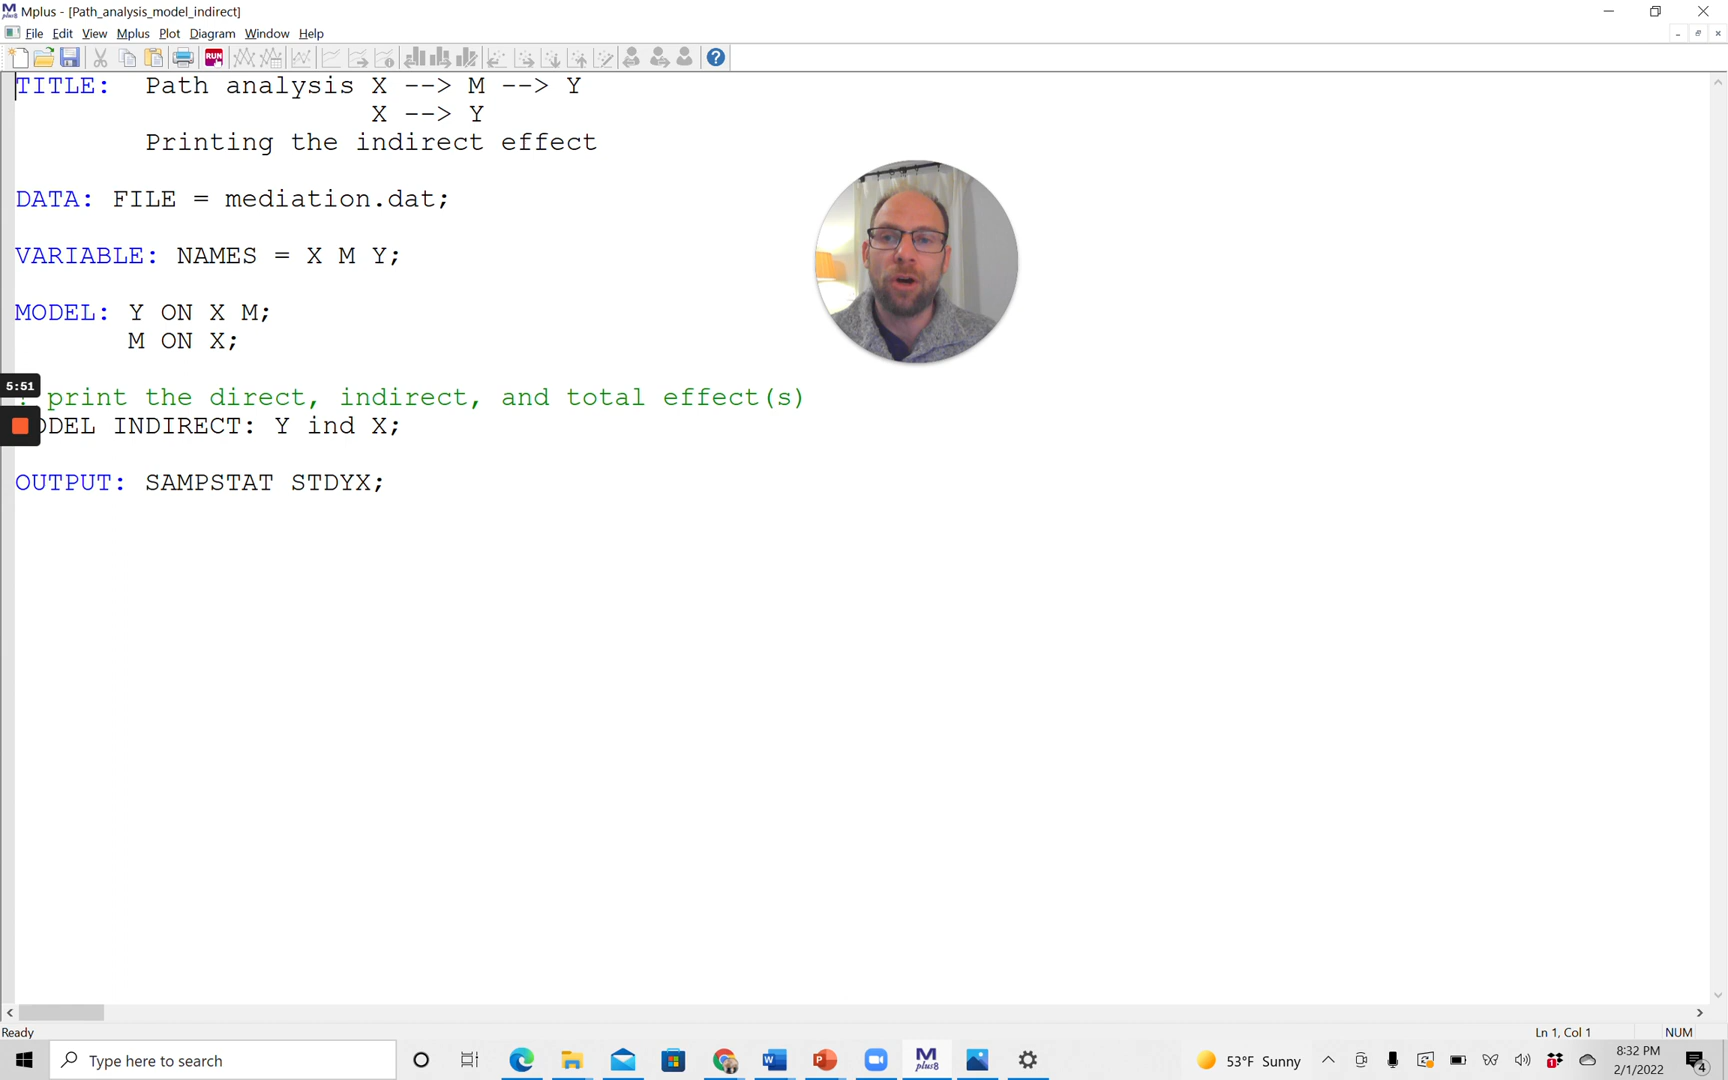 Mplus - [Path_analysis_model_indirect]
File Edit View Mplus Plot Diagram Window Help
RUN
TITLE: Path analysis X --> M --> Y
X --> Y
Printing the indirect effect
DATA: FILE = mediation.dat;
VARIABLE: NAMES = X M Y;
MODEL: Y ON X M;
M ON X;
5:51
! print the direct, indirect, and total effect(s)
ODEL INDIRECT: Y ind X;
OUTPUT: SAMPSTAT STDYX;
Ready
Ln 1, Col 1
NUM
Type here to search
53°F Sunny
8:32 PM
2/1/2022
4